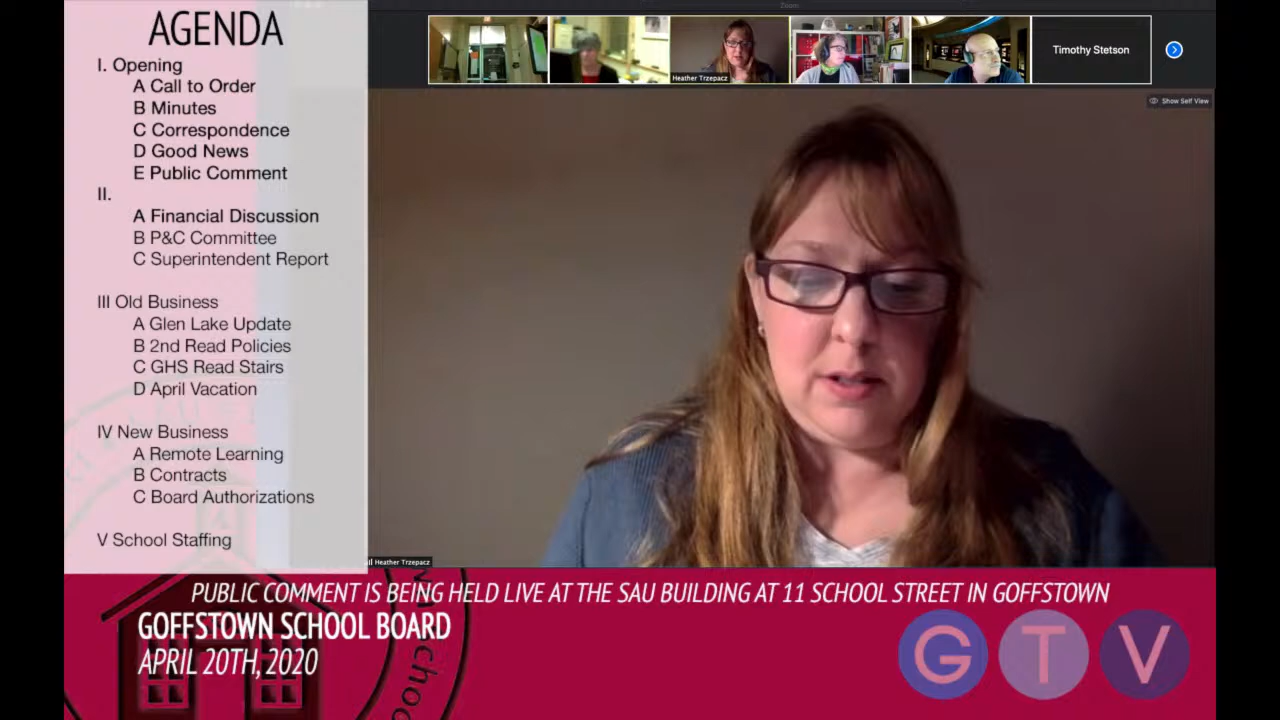 AGENDA
I. Opening
A Call to Order
B Minutes
C Correspondence
D Good News
E Public Comment
II.
A Financial Discussion
B P&C Committee
C Superintendent Report
III Old Business
A Glen Lake Update
B 2nd Read Policies
C GHS Read Stairs
D April Vacation
IV New Business
A Remote Learning
B Contracts
C Board Authorizations
V School Staffing
Zoom
Heather Trzepacz
Timothy Stetson
Show Self View
Heather Trzepacz
PUBLIC COMMENT IS BEING HELD LIVE AT THE SAU BUILDING AT 11 SCHOOL STREET IN GOFFSTOWN
GOFFSTOWN SCHOOL BOARD
APRIL 20TH, 2020
G T V